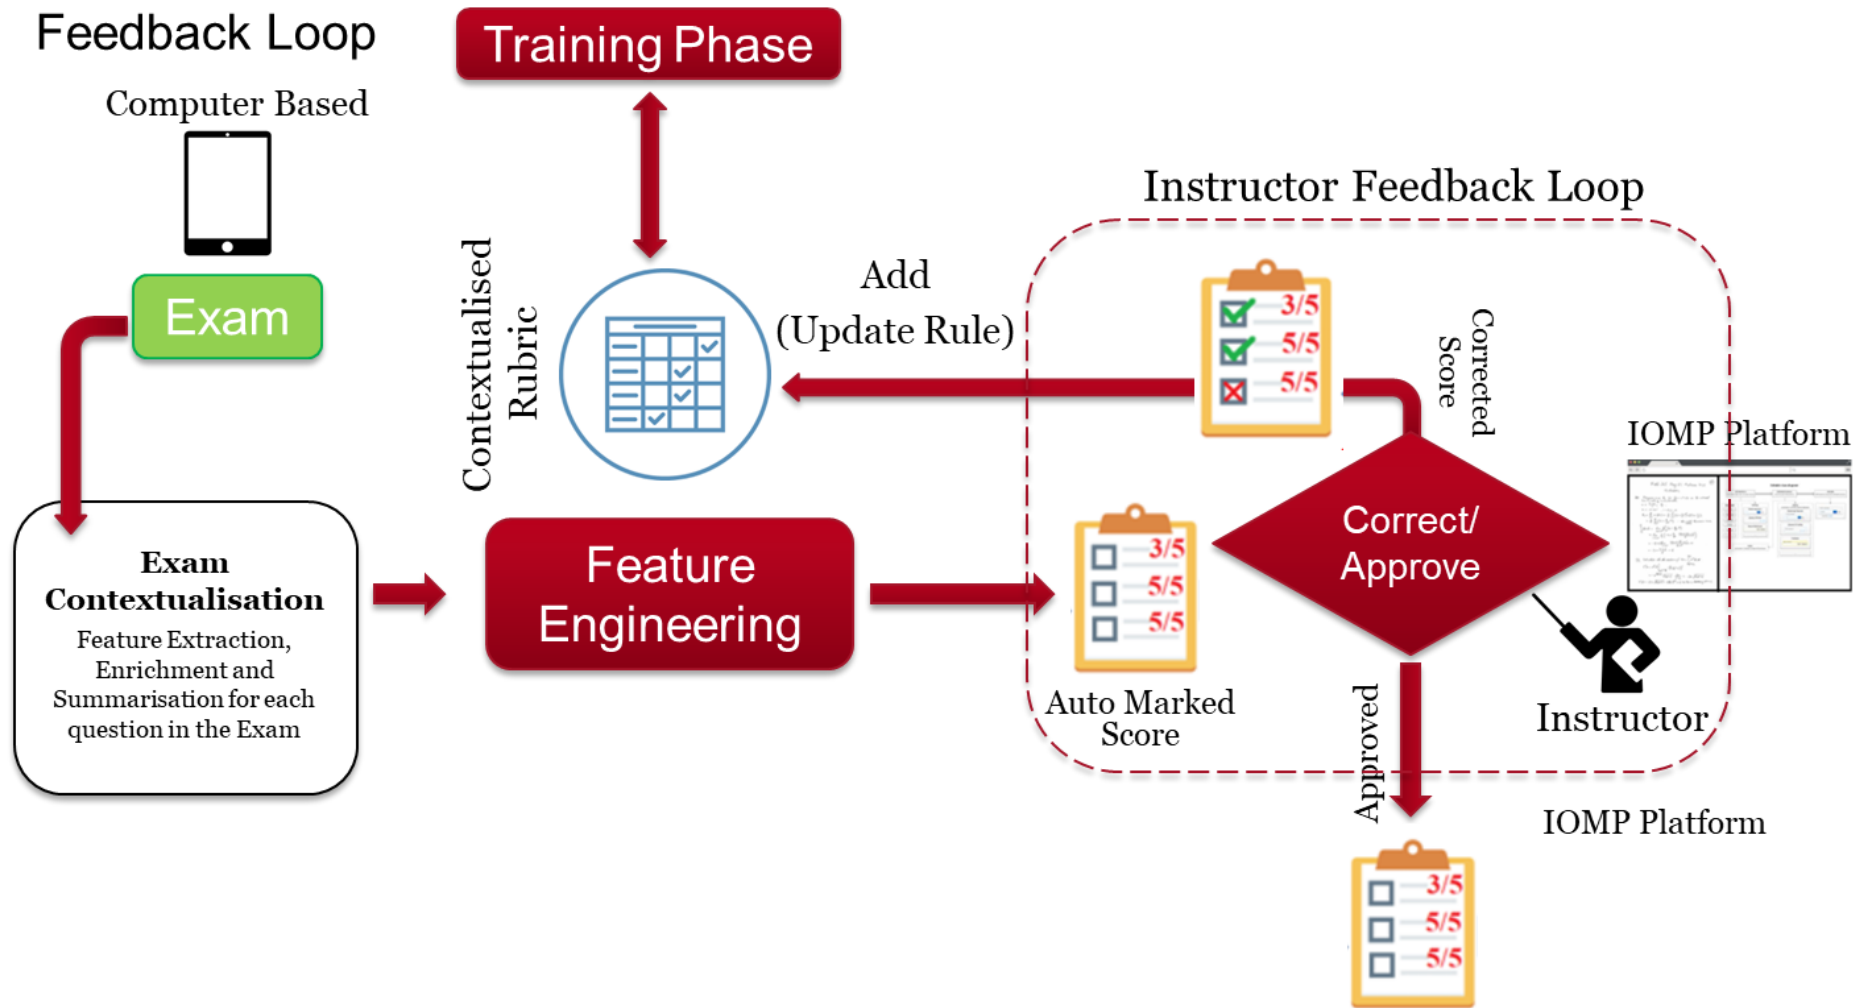 Feedback Loop
Computer Based
Exam
Exam
Contextualisation
Feature Extraction,
Enrichment and
Summarisation for each
question in the Exam
Training Phase
Contextualised
Rubric
Feature
Engineering
Add
(Update Rule)
Instructor Feedback Loop
3/5
5/5
5/5
Corrected
Score
3/5
5/5
5/5
Auto Marked
Score
Correct/
Approve
IOMP Platform
Instructor
Approved
IOMP Platform
3/5
5/5
5/5